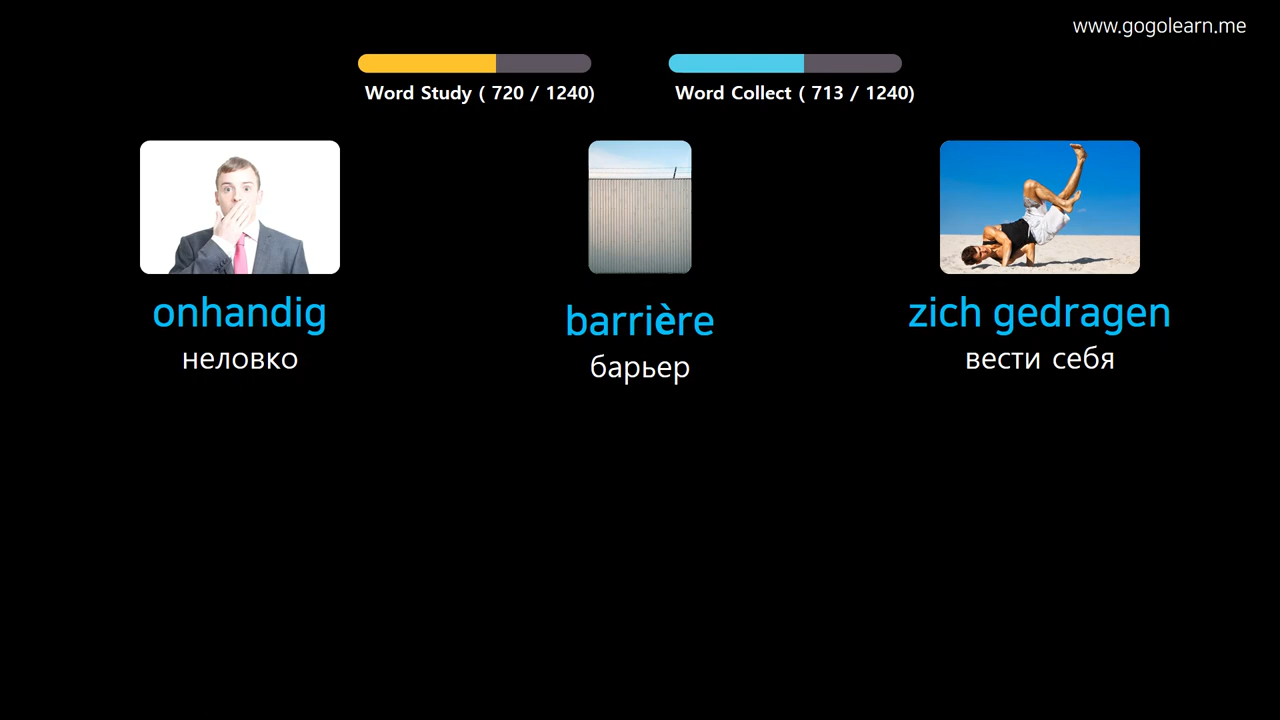 www.gogolearn.me
Word Study ( 720 / 1240)
Word Collect ( 713 / 1240)
onhandig
неловко
barrière
барьер
zich gedragen
вести себя